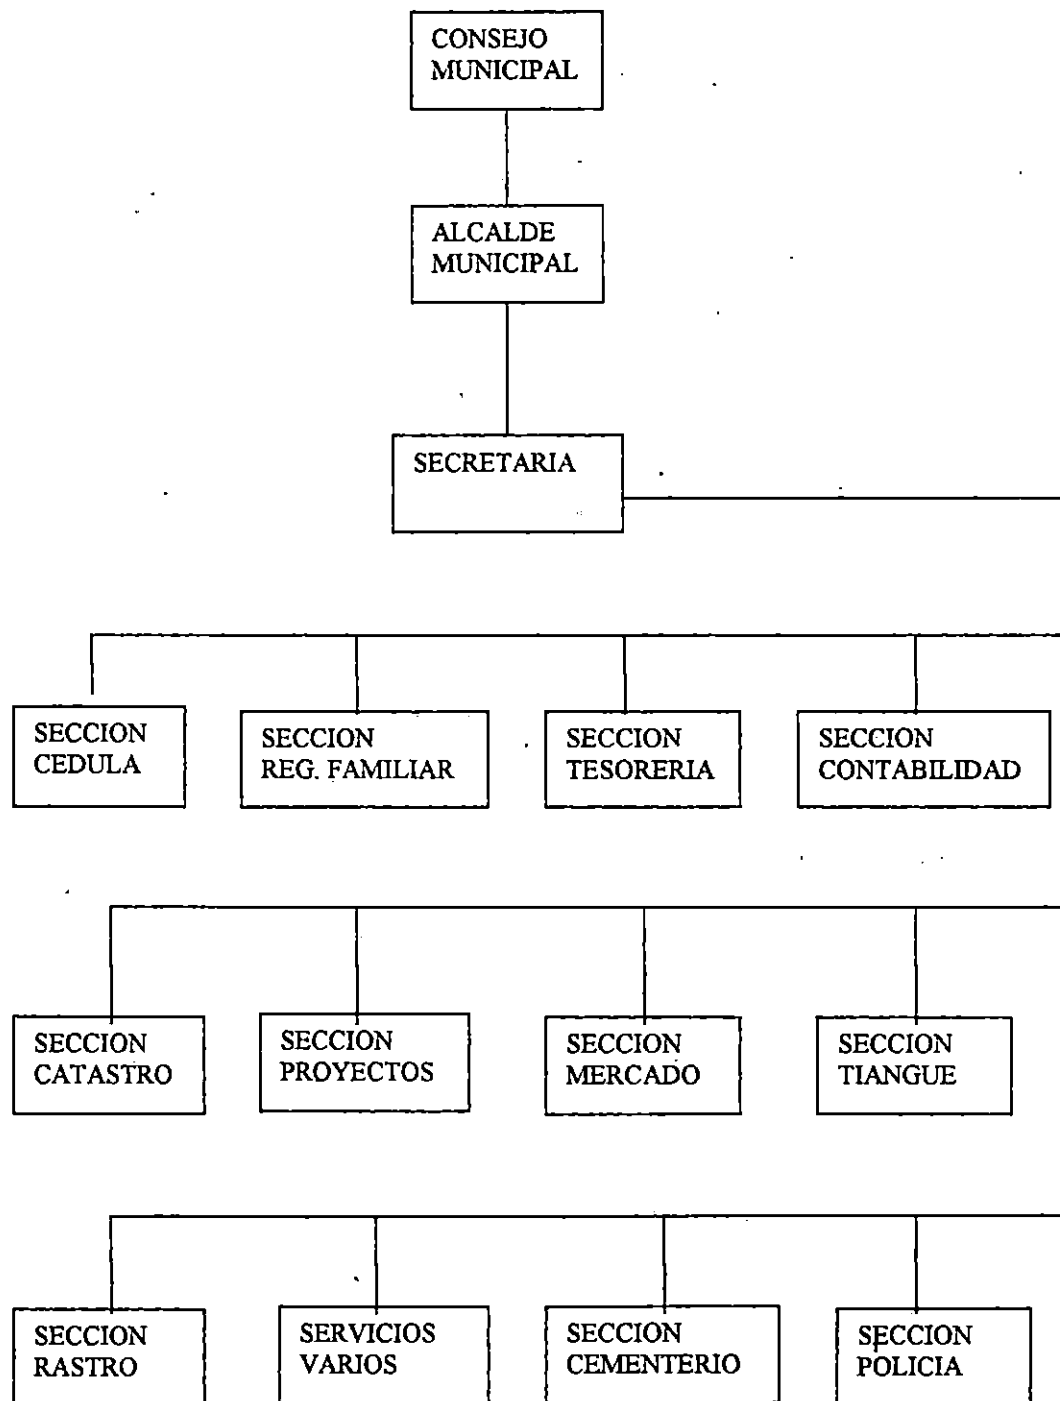 CONSEJO
MUNICIPAL
ALCALDE
MUNICIPAL
SECRETARIA
SECCION
CEDULA
SECCION
REG. FAMILIAR
SECCION
TESORERIA
SECCION
CONTABILIDAD
SECCION
CATASTRO
SECCION
PROYECTOS
SECCION
MERCADO
SECCION
TIANGUE
SECCION
RASTRO
SERVICIOS
VARIOS
SECCION
CEMENTERIO
SECCION
POLICIA